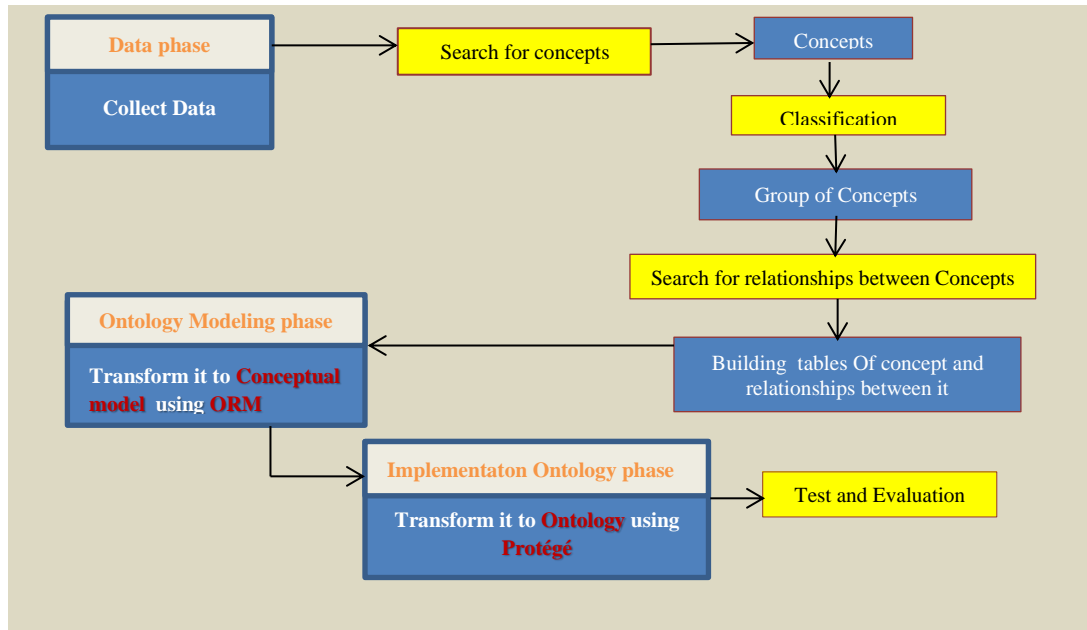 Data phase
Collect Data
Search for concepts
Concepts
Classification
Group of Concepts
Search for relationships between Concepts
Building tables Of concept and
relationships between it
Ontology Modeling phase
Transform it to Conceptual
model using ORM
Implementaton Ontology phase
Transform it to Ontology using
Protégé
Test and Evaluation